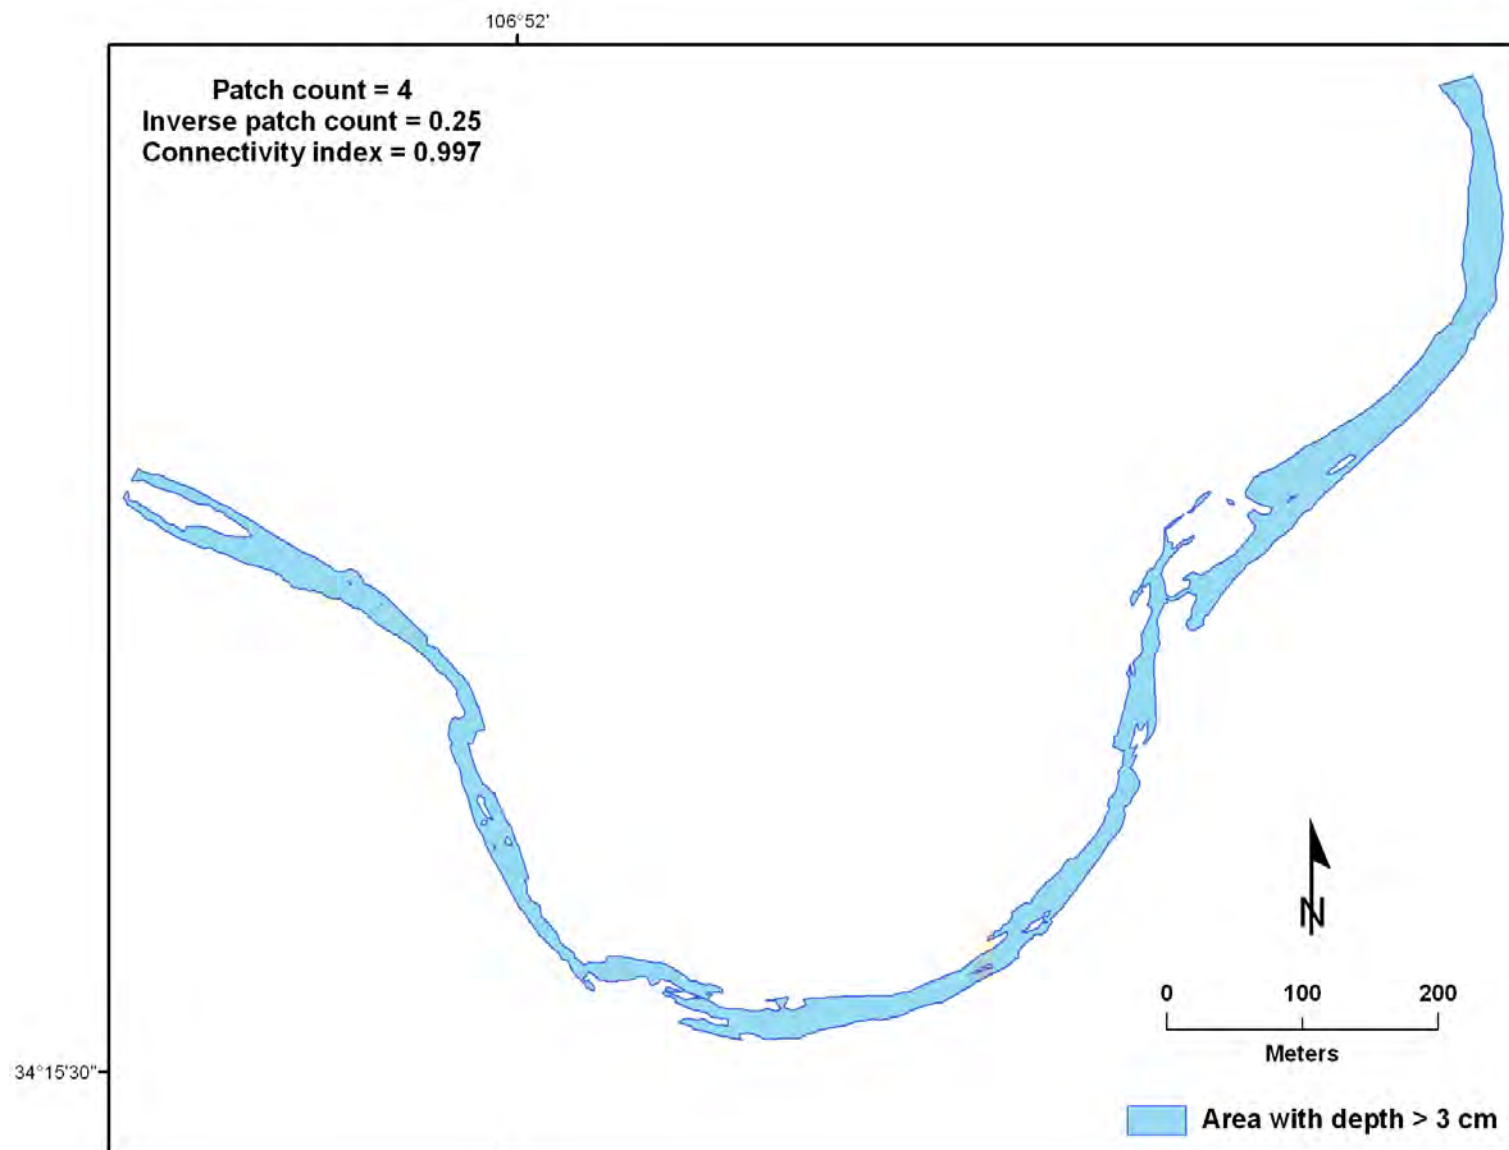 106°52'
Patch count = 4
Inverse patch count = 0.25
Connectivity index = 0.997
N
0 100 200
Meters
34°15'30"
Area with depth > 3 cm